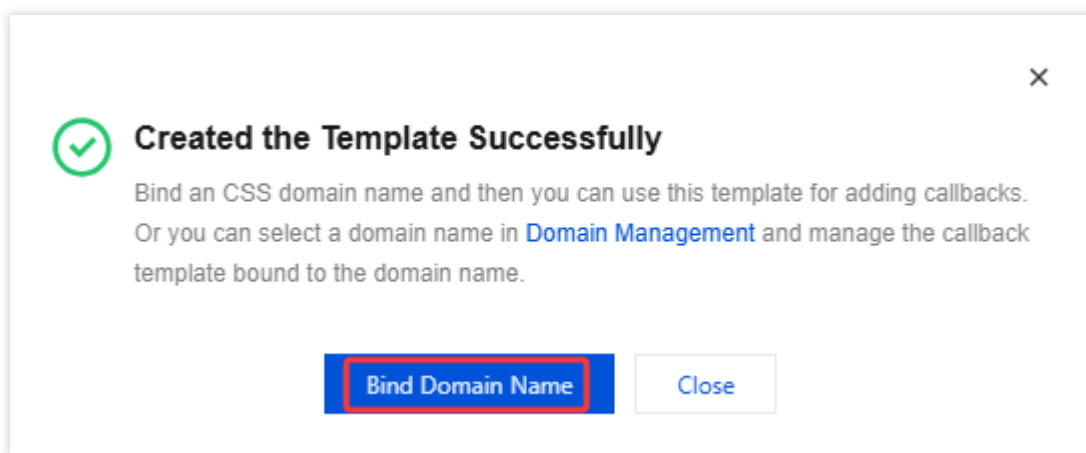 Created the Template Successfully
Bind an CSS domain name and then you can use this template for adding callbacks.
Or you can select a domain name in Domain Management and manage the callback
template bound to the domain name.
Bind Domain Name
Close